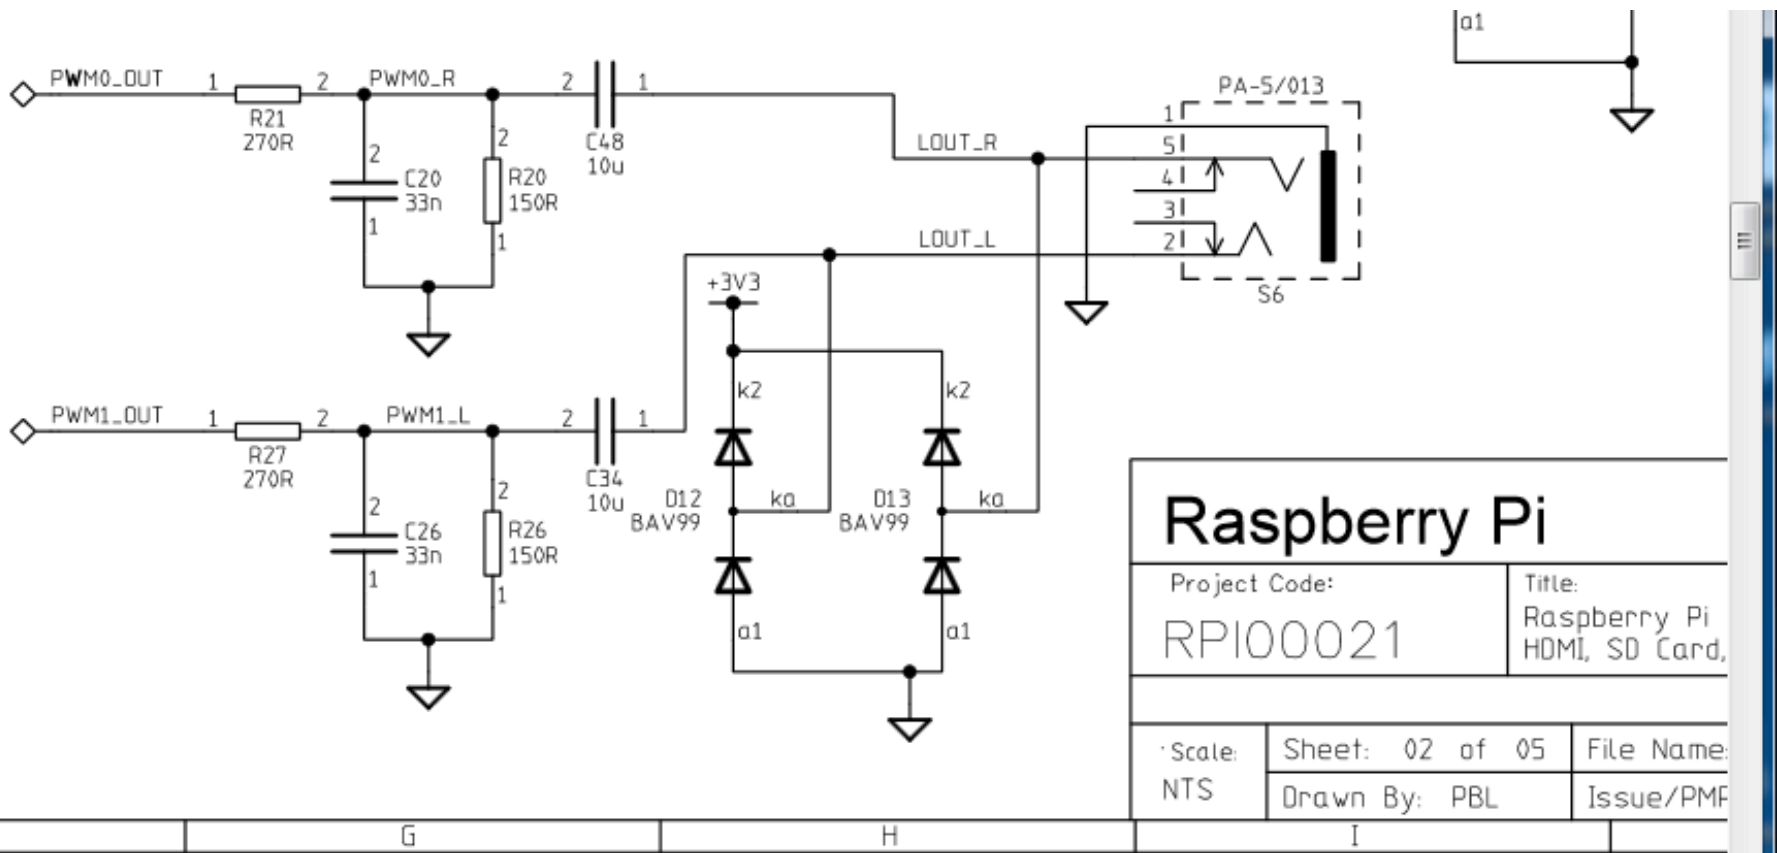 a1
PWM0_OUT 1 2 PWM0_R 2 1
R21
270R
2
C20
33n
1
2
R20
150R
1
C48
10u
LOUT_R
LOUT_L
PA-5/013
1
5
4
3
2
S6
+3V3
PWM1_OUT 1 2 PWM1_L 2 1
R27
270R
2
C26
33n
1
2
R26
150R
1
C34
10u
k2
k2
D12
BAV99
ka
D13
BAV99
ka
a1
a1
Raspberry Pi
Project Code:
RPI00021
Title:
Raspberry Pi
HDMI, SD Card,
Scale:
NTS
Sheet: 02 of 05
Drawn By: PBL
File Name:
Issue/PMP
G H I